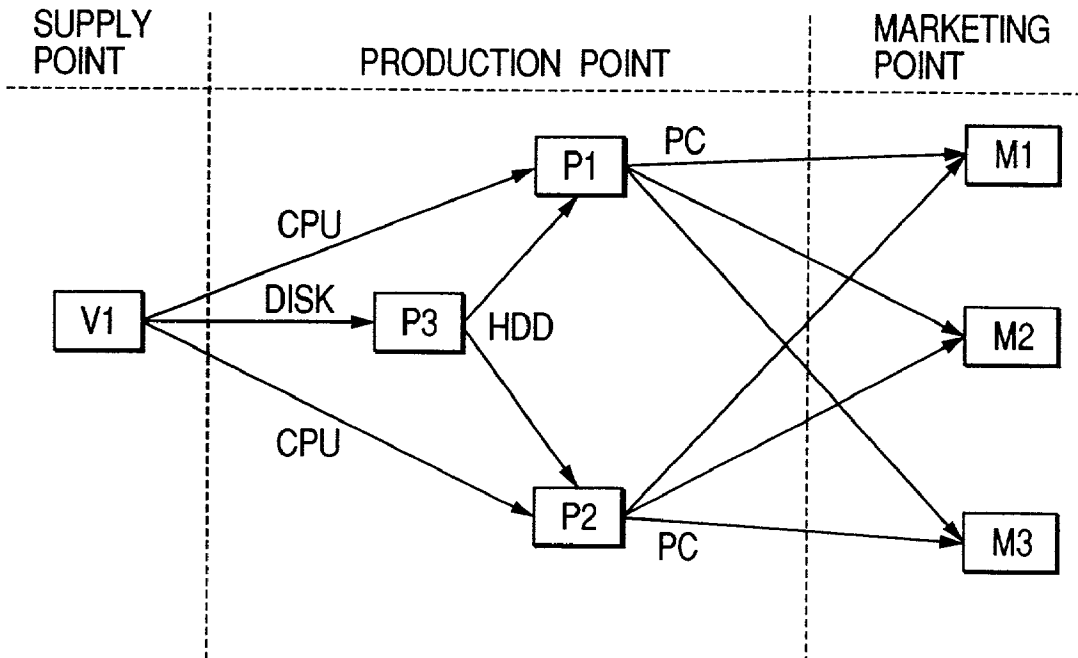 SUPPLY
POINT
PRODUCTION POINT
MARKETING
POINT
PC
P1
M1
CPU
DISK
V1
P3
HDD
M2
CPU
P2
PC
M3